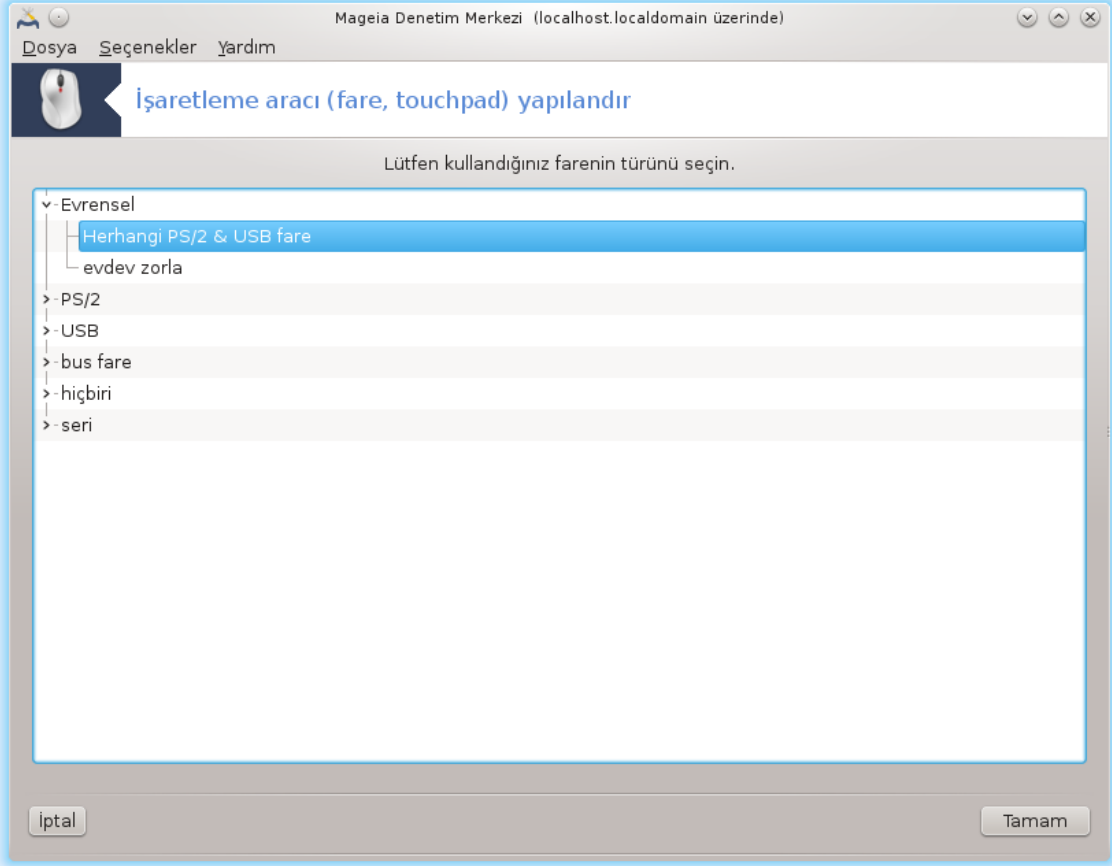 Mageia Denetim Merkezi (localhost.localdomain üzerinde)
Dosya Seçenekler Yardım
İşaretleme aracı (fare, touchpad) yapılandır
Lütfen kullandığınız farenin türünü seçin.
Evrensel
Herhangi PS/2 & USB fare
evdev zorla
PS/2
USB
bus fare
hiçbiri
seri
İptal Tamam